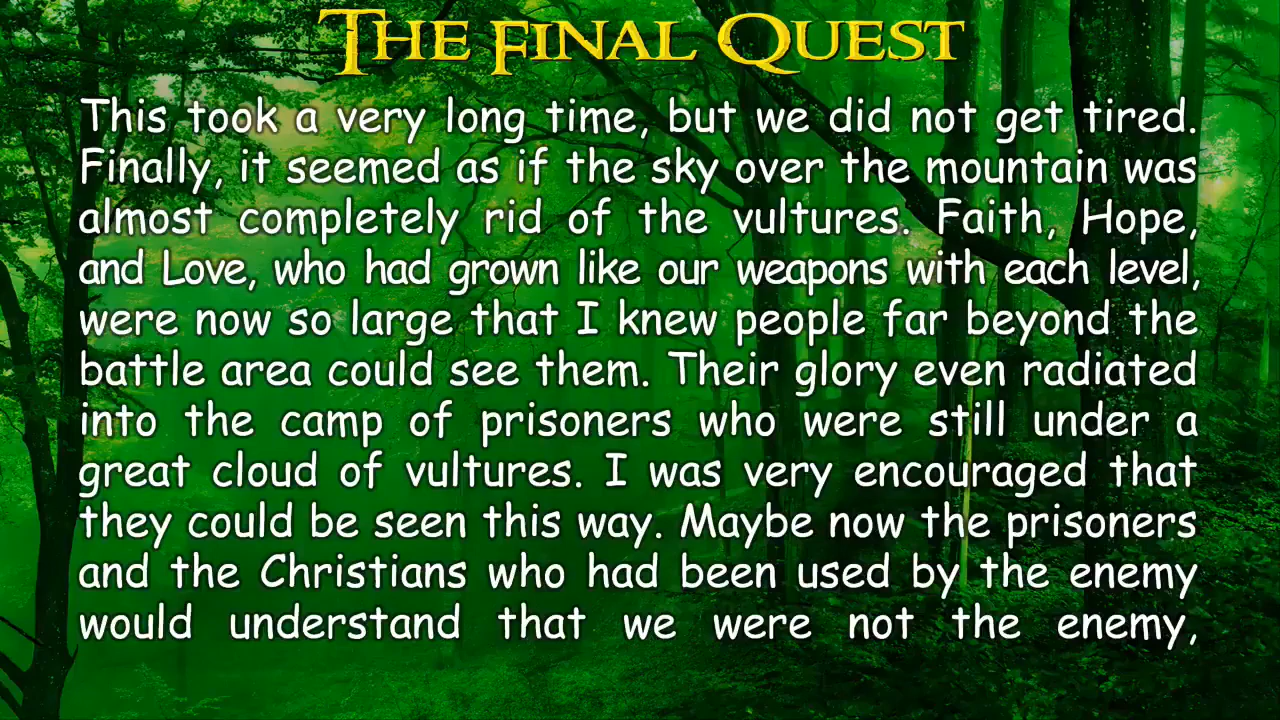 The Final Quest
This took a very long time, but we did not get tired.
Finally, it seemed as if the sky over the mountain was
almost completely rid of the vultures. Faith, Hope,
and Love, who had grown like our weapons with each level,
were now so large that I knew people far beyond the
battle area could see them. Their glory even radiated
into the camp of prisoners who were still under a
great cloud of vultures. I was very encouraged that
they could be seen this way. Maybe now the prisoners
and the Christians who had been used by the enemy
would understand that we were not the enemy,